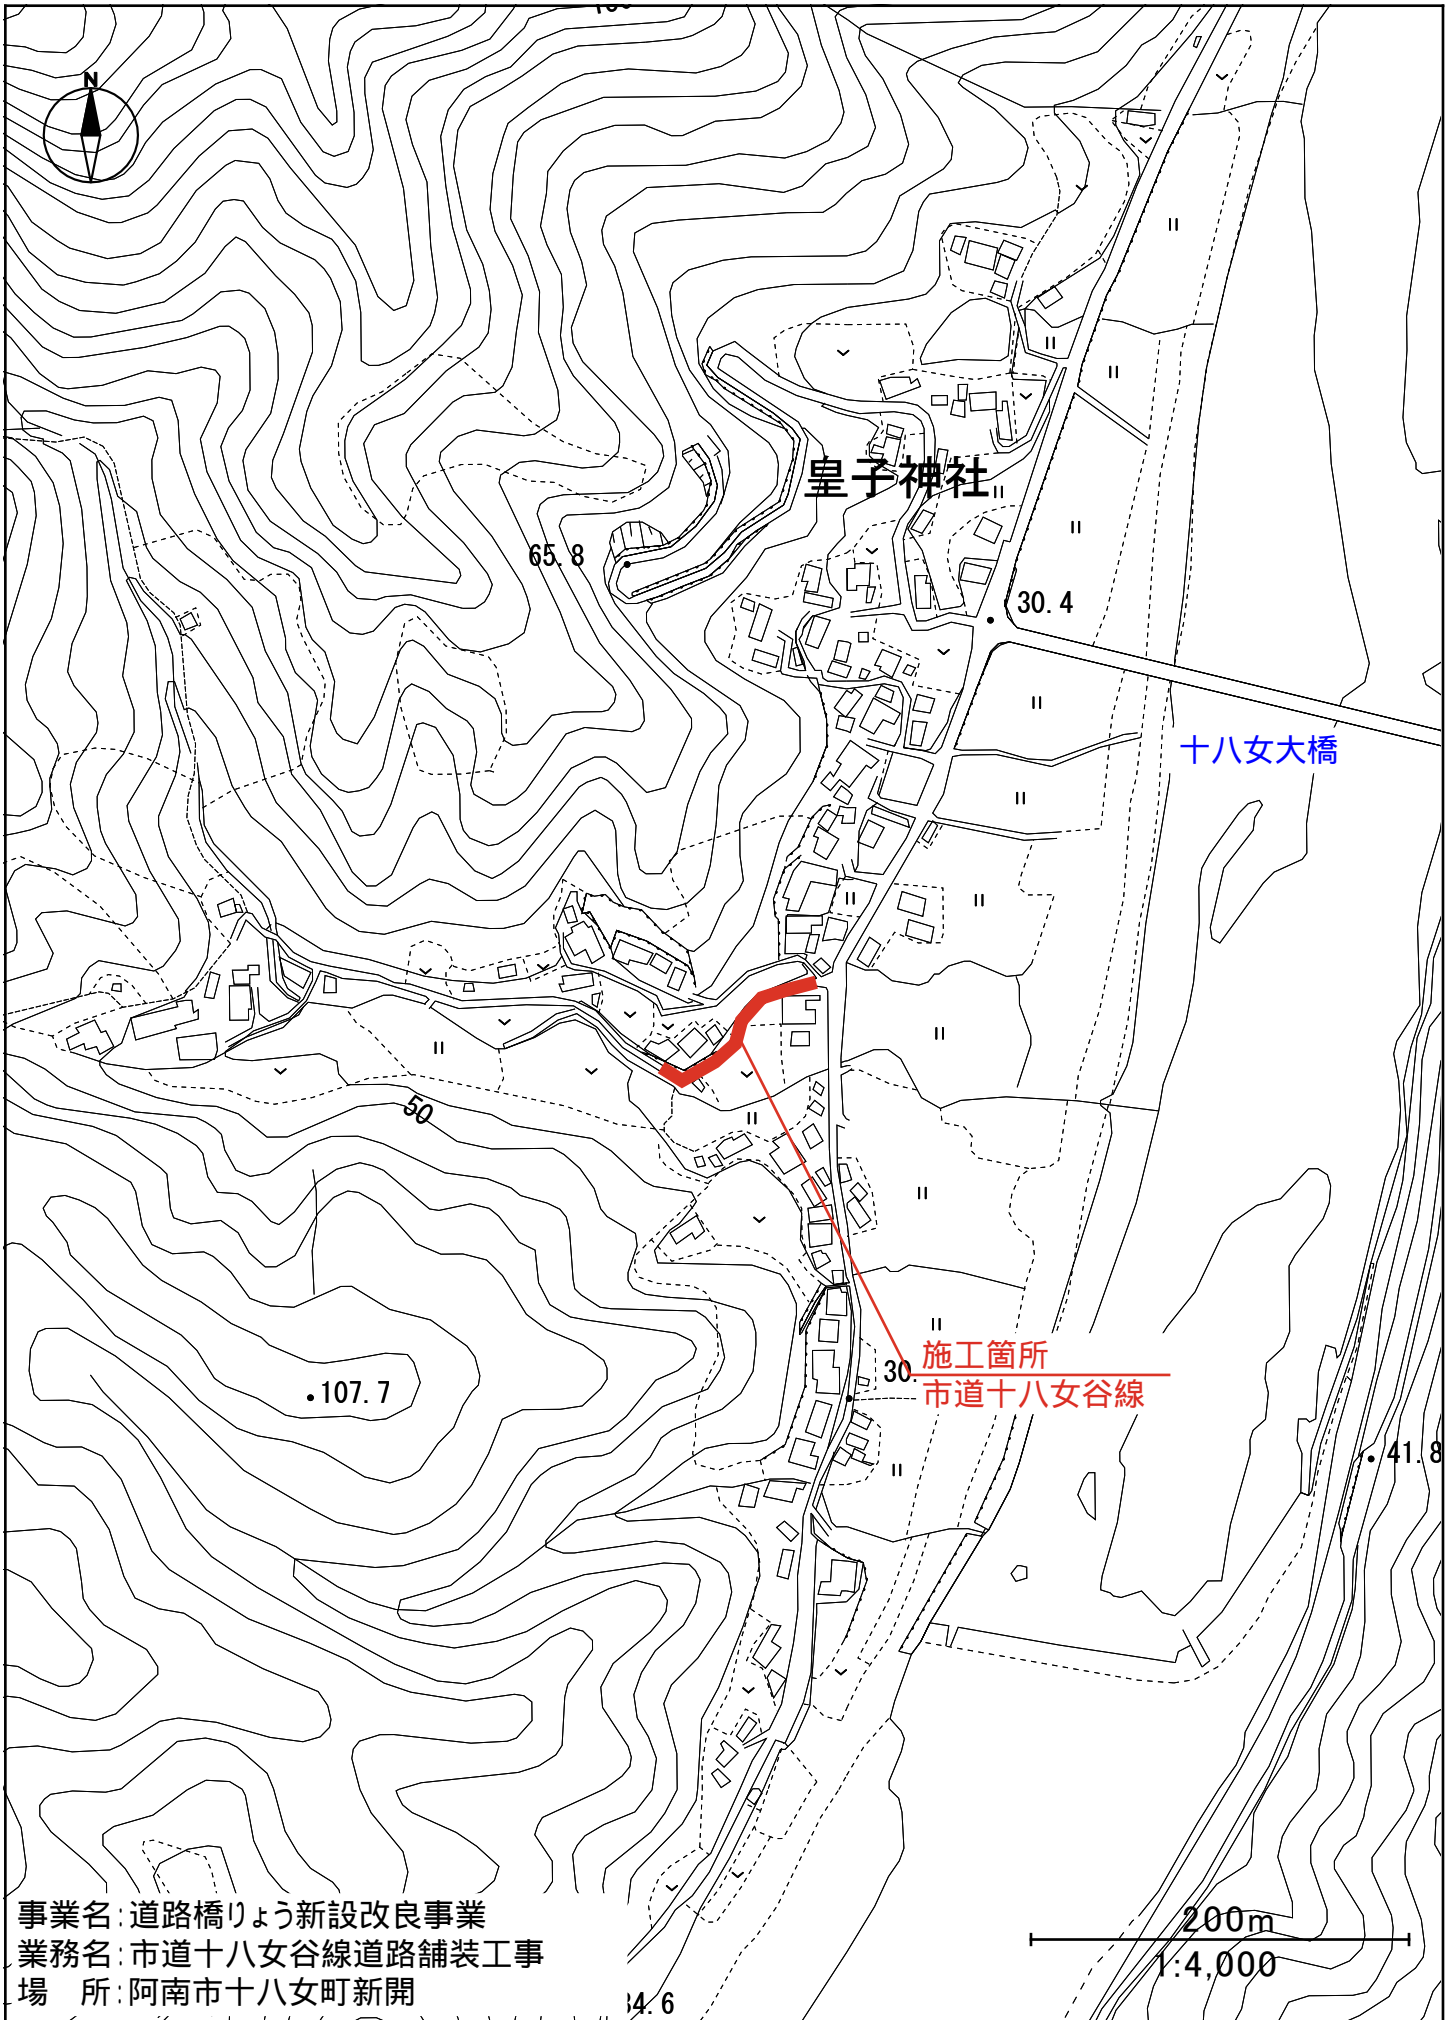 N
皇子神社
65.8
30.4
十八女大橋
50
施工箇所
30.
市道十八女谷線
107.7
41.8
事業名:道路橋りょう新設改良事業
業務名:市道十八女谷線道路舗装工事
場　所:阿南市十八女町新開
200m
1:4,000
34.6